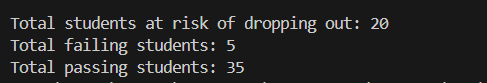 Total students at risk of dropping out: 20
Total failing students: 5
Total passing students: 35